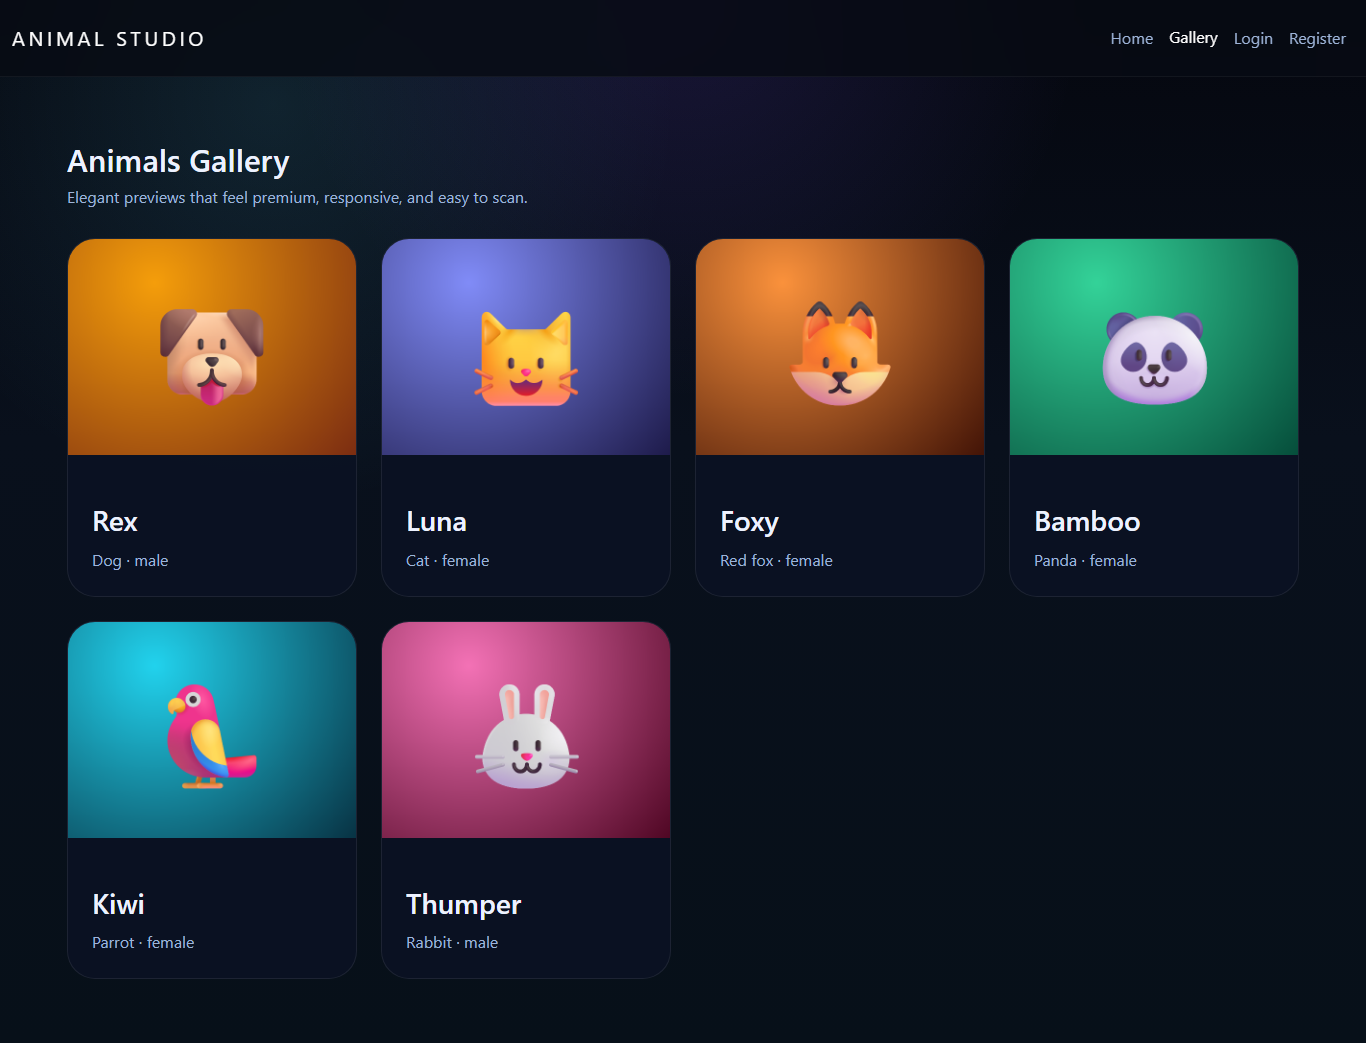 ANIMAL STUDIO
Home Gallery Login Register
Animals Gallery
Elegant previews that feel premium, responsive, and easy to scan.
Rex
Dog · male
Luna
Cat · female
Foxy
Red fox · female
Bamboo
Panda · female
Kiwi
Parrot · female
Thumper
Rabbit · male